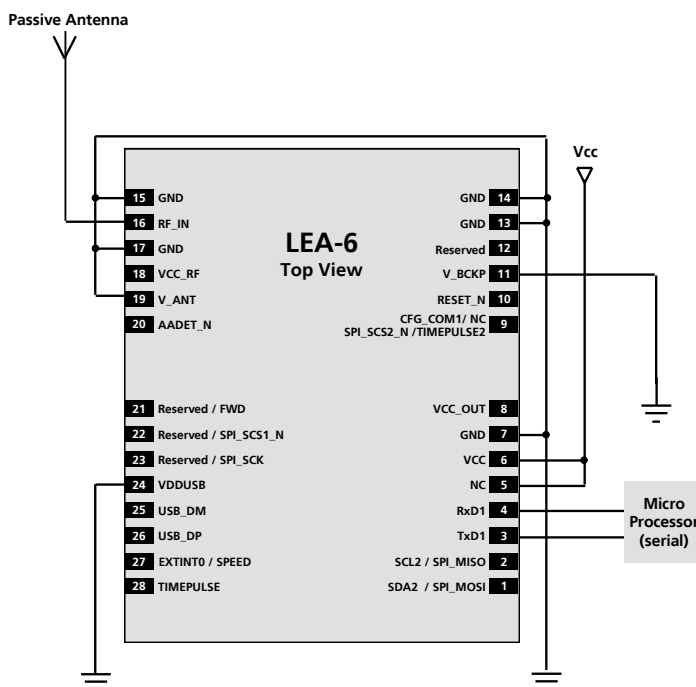 Passive Antenna
Vcc
LEA-6
Top View
15 GND
16 RF_IN
17 GND
18 VCC_RF
19 V_ANT
20 AADET_N
21 Reserved / FWD
22 Reserved / SPI_SCS1_N
23 Reserved / SPI_SCK
24 VDDUSB
25 USB_DM
26 USB_DP
27 EXTINT0 / SPEED
28 TIMEPULSE
GND 14
GND 13
Reserved 12
V_BCKP 11
RESET_N 10
CFG_COM1/ NC
SPI_SCS2_N /TIMEPULSE2 9
VCC_OUT 8
GND 7
VCC 6
NC 5
RxD1 4
TxD1 3
SCL2 / SPI_MISO 2
SDA2 / SPI_MOSI 1
Micro
Processor
(serial)